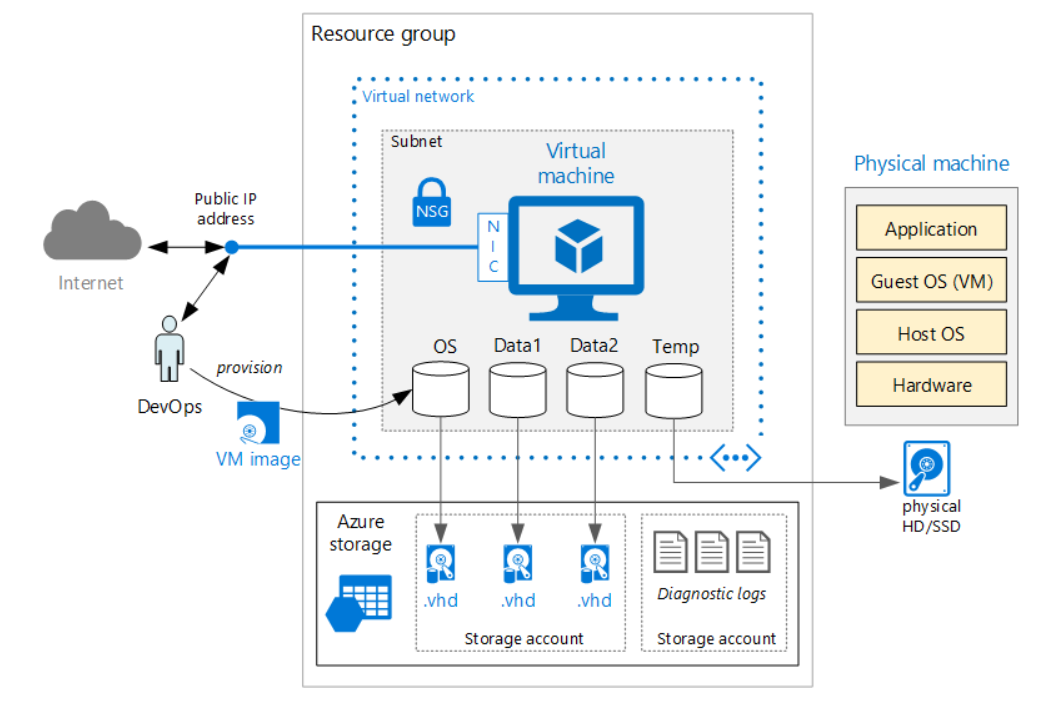 Resource group
Virtual network
Subnet
Virtual
machine
NSG
N
I
C
Public IP
address
Internet
DevOps
provision
VM image
OS
Data1
Data2
Temp
Physical machine
Application
Guest OS (VM)
Host OS
Hardware
physical
HD/SSD
Azure
storage
.vhd
.vhd
.vhd
Storage account
Diagnostic logs
Storage account